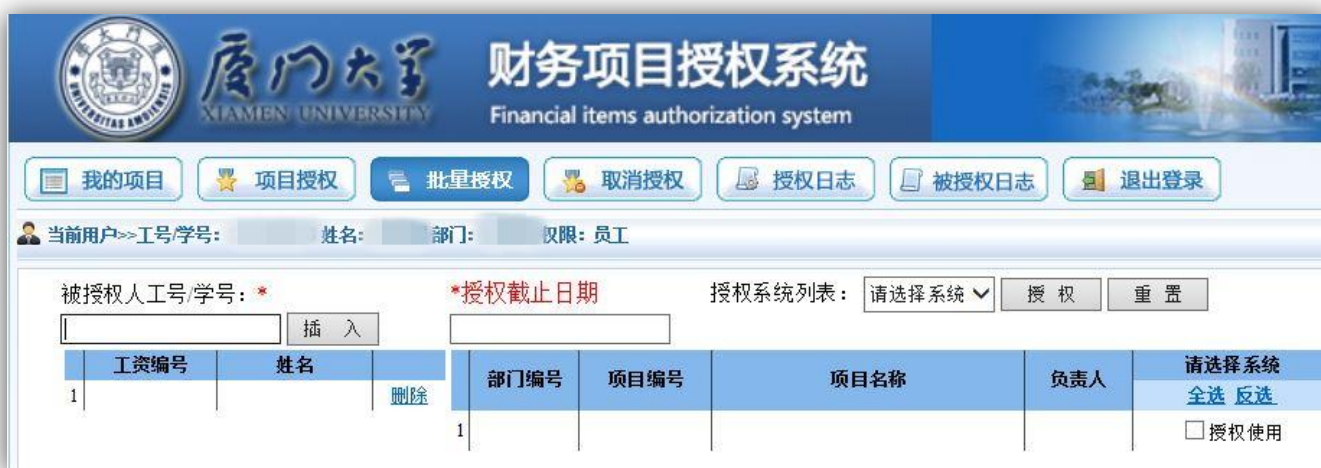 厦门大学 财务项目授权系统
XIAMEN UNIVERSITY Financial items authorization system
我的项目 项目授权 批量授权 取消授权 授权日志 被授权日志 退出登录
当前用户>>工号/学号: 姓名: 部门: 权限: 员工
被授权人工号/学号:* *授权截止日期 授权系统列表: 请选择系统 授 权 重 置
插 入
工资编号 姓名 部门编号 项目编号 项目名称 负责人 请选择系统
全选 反选
1 删除
1 授权使用